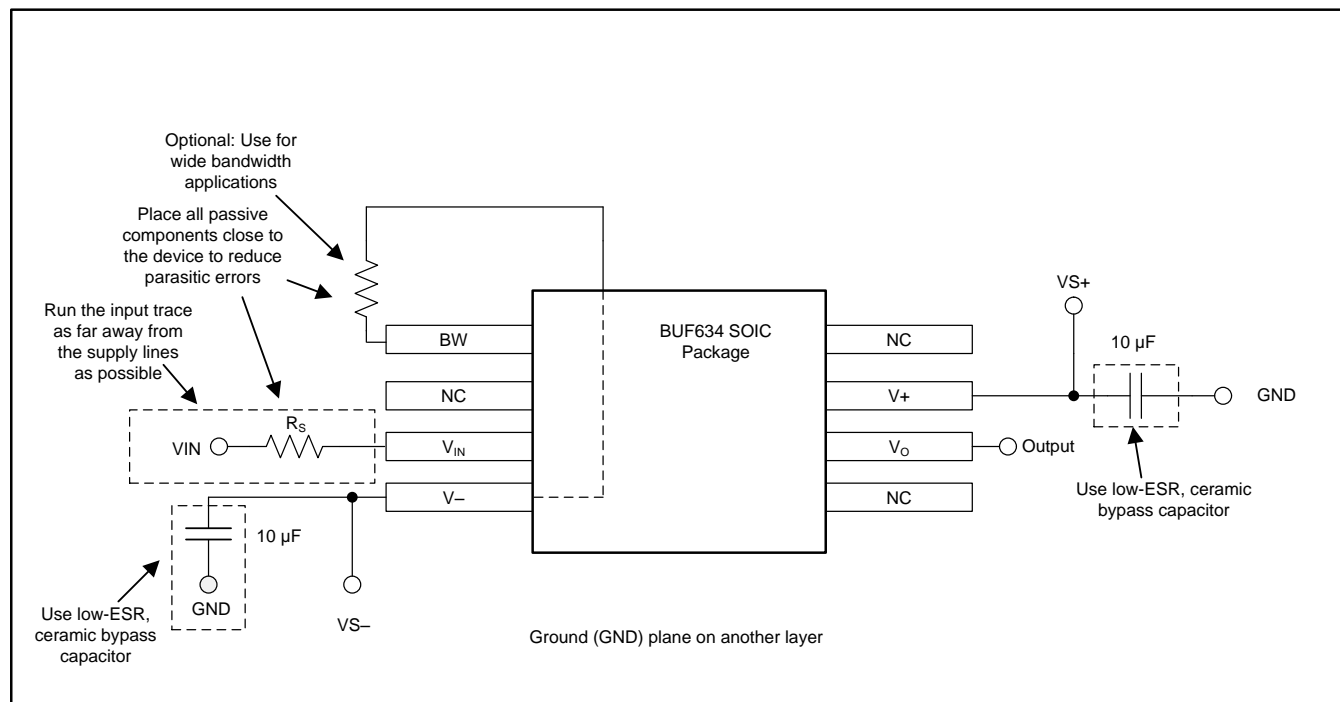 Optional: Use for
wide bandwidth
applications
Place all passive
components close to
the device to reduce
parasitic errors
Run the input trace
as far away from
the supply lines
as possible
BW
NC
VIN
RS
VIN
V–
10 µF
GND
VS–
Use low-ESR,
ceramic bypass
capacitor
BUF634 SOIC
Package
NC
V+
VO
NC
Output
VS+
10 µF
GND
Use low-ESR, ceramic
bypass capacitor
Ground (GND) plane on another layer